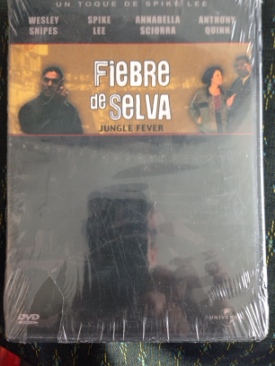 UN TOQUE DE SPIKE LEE
WESLEY SNIPES
SPIKE LEE
ANNABELLA SCIORRA
ANTHONY QUINN
FIEBRE
de SELVA
JUNGLE FEVER
DVD
UNIVERSAL